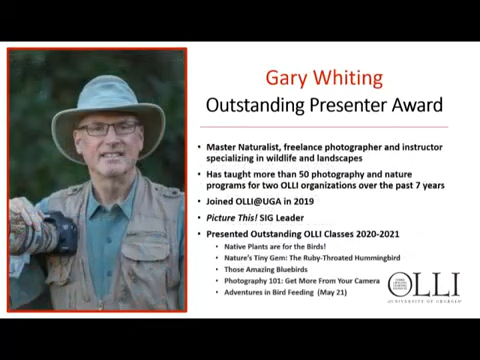 Gary Whiting
Outstanding Presenter Award
• Master Naturalist, freelance photographer and instructor
specializing in wildlife and landscapes
• Has taught more than 50 photography and nature
programs for two OLLI organizations over the past 7 years
• Joined OLLI@UGA in 2019
• Picture This! SIG Leader
• Presented Outstanding OLLI Classes 2020-2021
• Native Plants are for the Birds!
• Nature's Tiny Gem: The Ruby-Throated Hummingbird
• Those Amazing Bluebirds
• Photography 101: Get More From Your Camera
• Adventures in Bird Feeding (May 21)
OLLI
UNIVERSITY OF GEORGIA